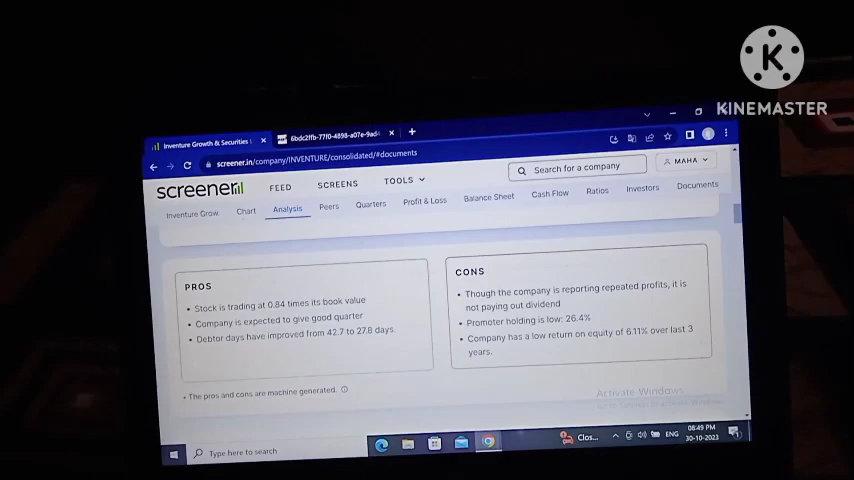 K
KINEMASTER
Inventure Growth & Securities
6bdc2ffb-77f0-4898-a07e-9ad4
screener.in/company/INVENTURE/consolidated/#documents
screener
FEED
SCREENS
TOOLS
Search for a company
MAHA
Inventure Grow.
Chart
Analysis
Peers
Quarters
Profit & Loss
Balance Sheet
Cash Flow
Ratios
Investors
Documents
PROS
Stock is trading at 0.84 times its book value
Company is expected to give good quarter
Debtor days have improved from 42.7 to 27.8 days.
CONS
Though the company is reporting repeated profits, it is
not paying out dividend
Promoter holding is low: 26.4%
Company has a low return on equity of 6.11% over last 3
years.
* The pros and cons are machine generated.
Activate Windows
Type here to search
Clos...
ENG
08:49 PM
30-10-2023